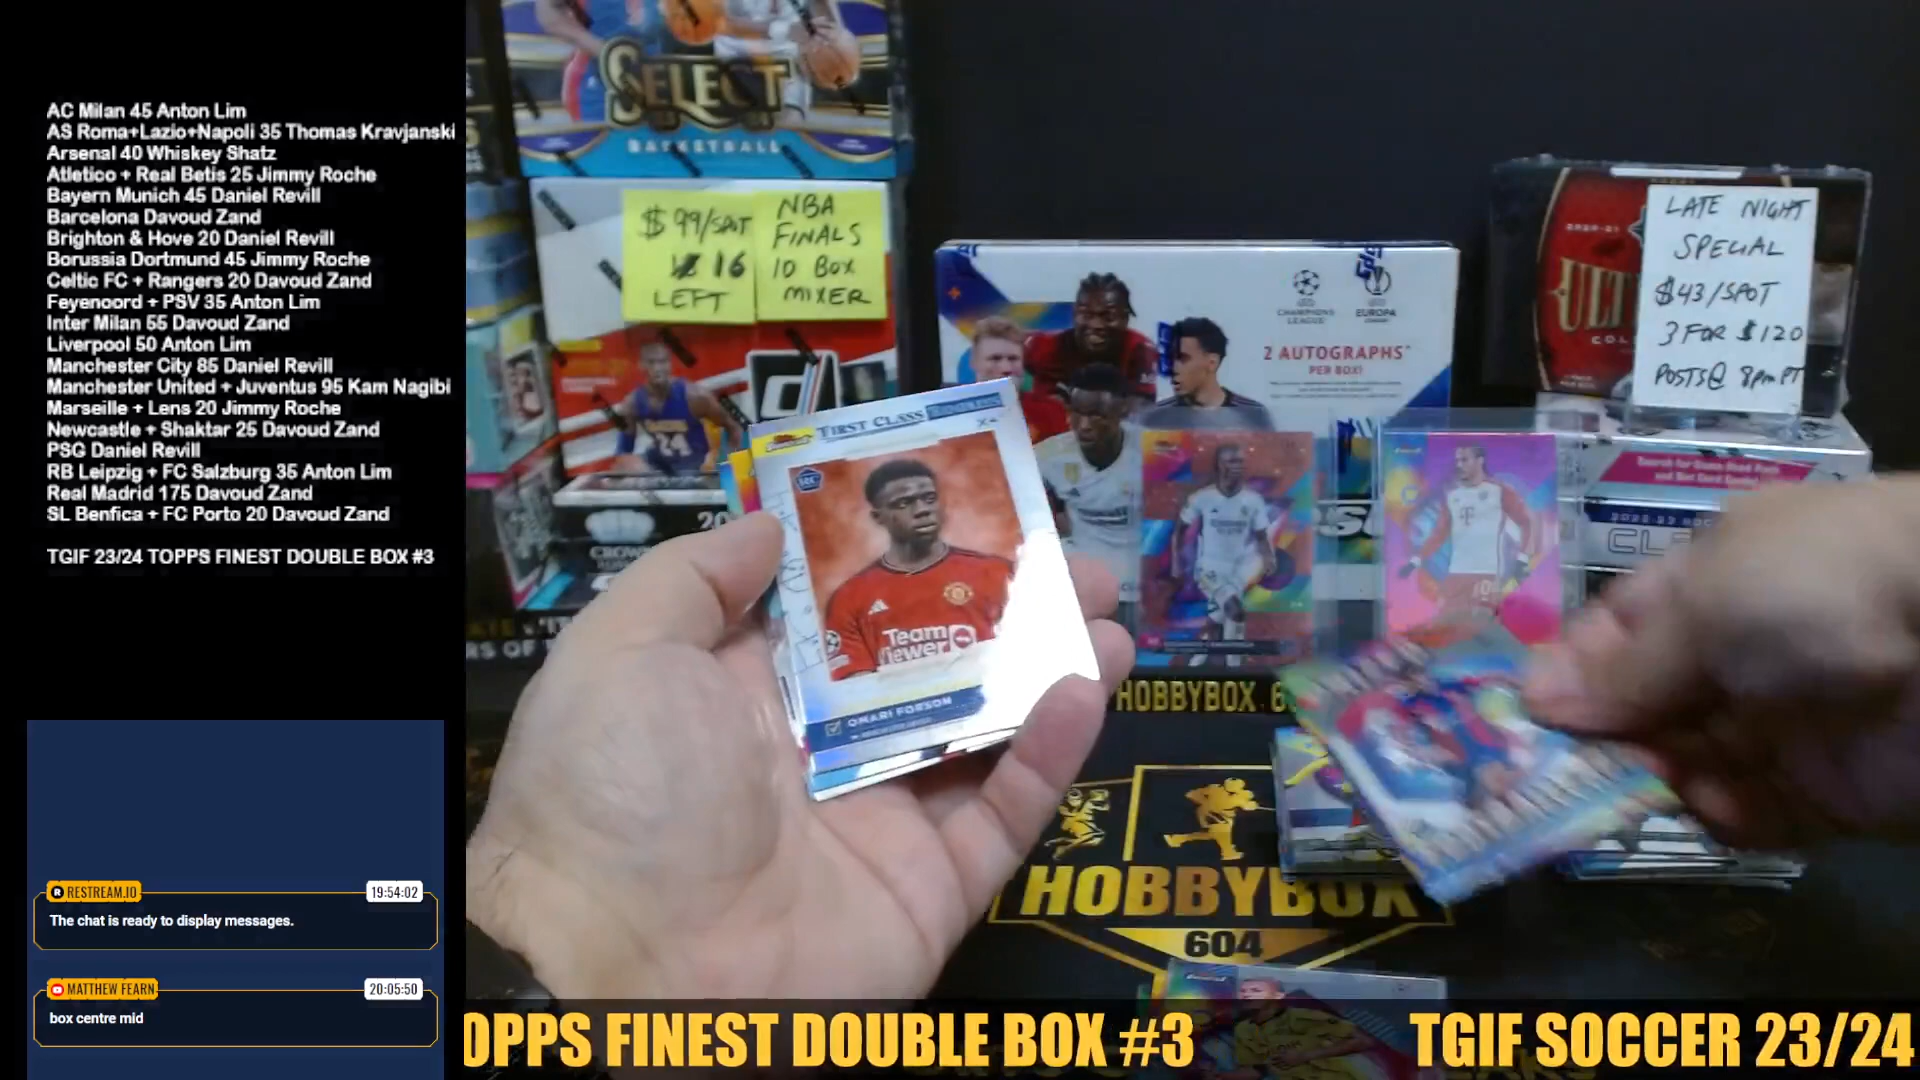 AC Milan 45 Anton Lim
AS Roma+Lazio+Napoli 35 Thomas Kravjanski
Arsenal 40 Whiskey Shatz
Atletico + Real Betis 25 Jimmy Roche
Bayern Munich 45 Daniel Revill
Barcelona Davoud Zand
Brighton & Hove 20 Daniel Revill
Borussia Dortmund 45 Jimmy Roche
Celtic FC + Rangers 20 Davoud Zand
Feyenoord + PSV 35 Anton Lim
Inter Milan 55 Davoud Zand
Liverpool 50 Anton Lim
Manchester City 85 Daniel Revill
Manchester United + Juventus 95 Kam Nagibi
Marseille + Lens 20 Jimmy Roche
Newcastle + Shaktar 25 Davoud Zand
PSG Daniel Revill
RB Leipzig + FC Salzburg 35 Anton Lim
Real Madrid 175 Davoud Zand
SL Benfica + FC Porto 20 Davoud Zand
TGIF 23/24 TOPPS FINEST DOUBLE BOX #3
RESTREAM.IO
19:54:02
The chat is ready to display messages.
MATTHEW FEARN
20:05:50
box centre mid
SELECT
BASKETBALL
$99/SPOT
16
LEFT
NBA
FINALS
10 BOX
MIXER
CHAMPIONS
LEAGUE
EUROPA
2 AUTOGRAPHS
PER BOX!
LATE NIGHT
SPECIAL
$43/SPOT
3 FOR $120
POSTS@ 8pmPT
FIRST CLASS
RC
Team
Viewer
OMARI FORSON
HOBBYBOX
HOBBYBOX
604
OPPS FINEST DOUBLE BOX #3
TGIF SOCCER 23/24